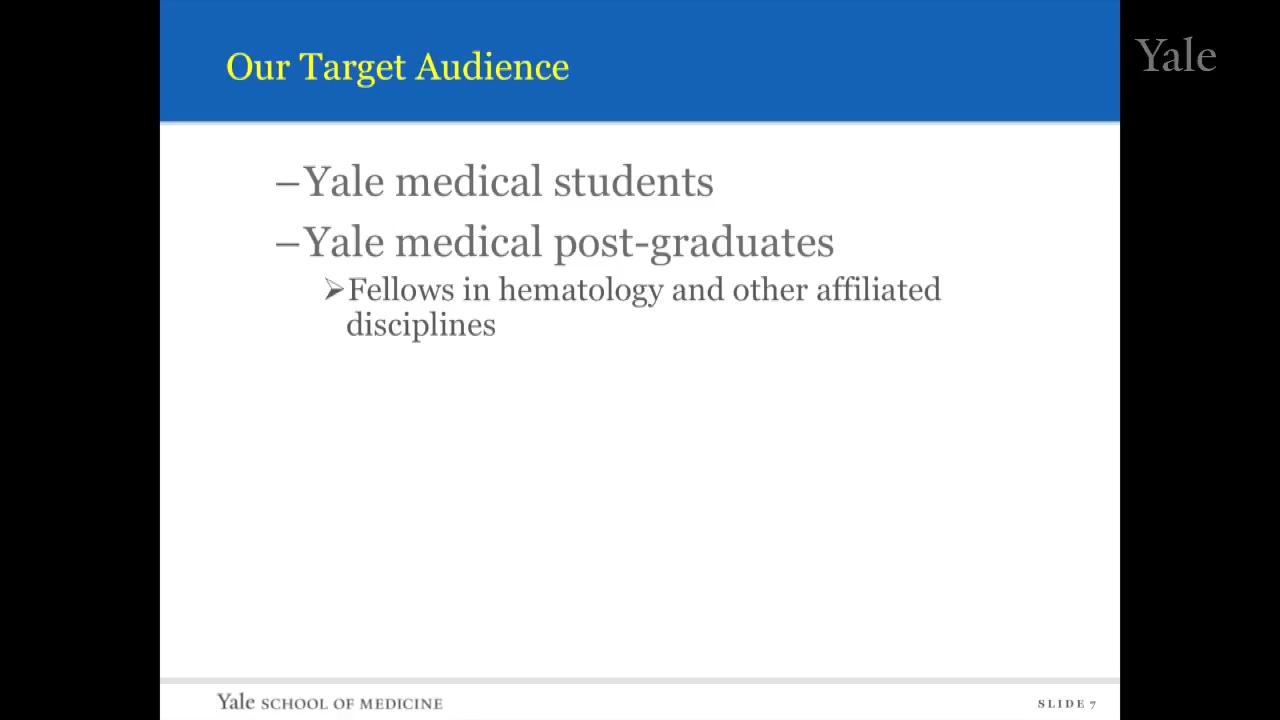 Our Target Audience
Yale
–Yale medical students
–Yale medical post-graduates
➢Fellows in hematology and other affiliated
disciplines
Yale SCHOOL OF MEDICINE
SLIDE 7